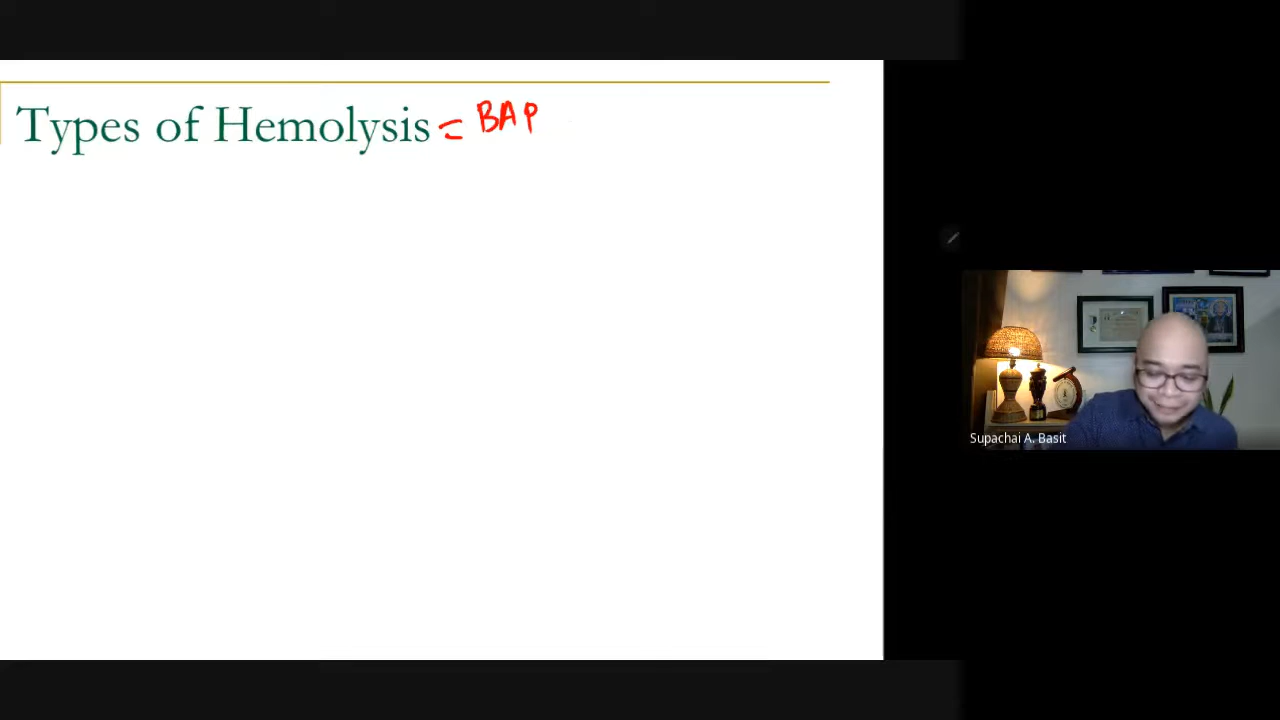 Types of Hemolysis = BAP
Supachai A. Basit